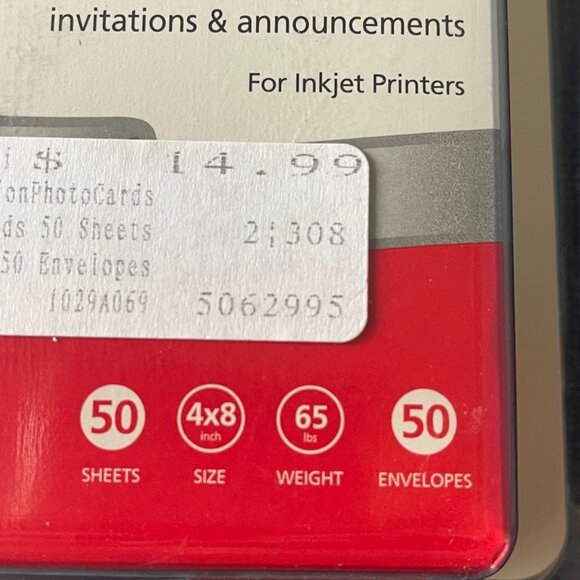 invitations & announcements
For Inkjet Printers
$ 14.99
onPhotoCards
ds 50 Sheets 2;308
50 Envelopes
1029A069 5062995
50 4x8 65 50
inch lbs
SHEETS SIZE WEIGHT ENVELOPES